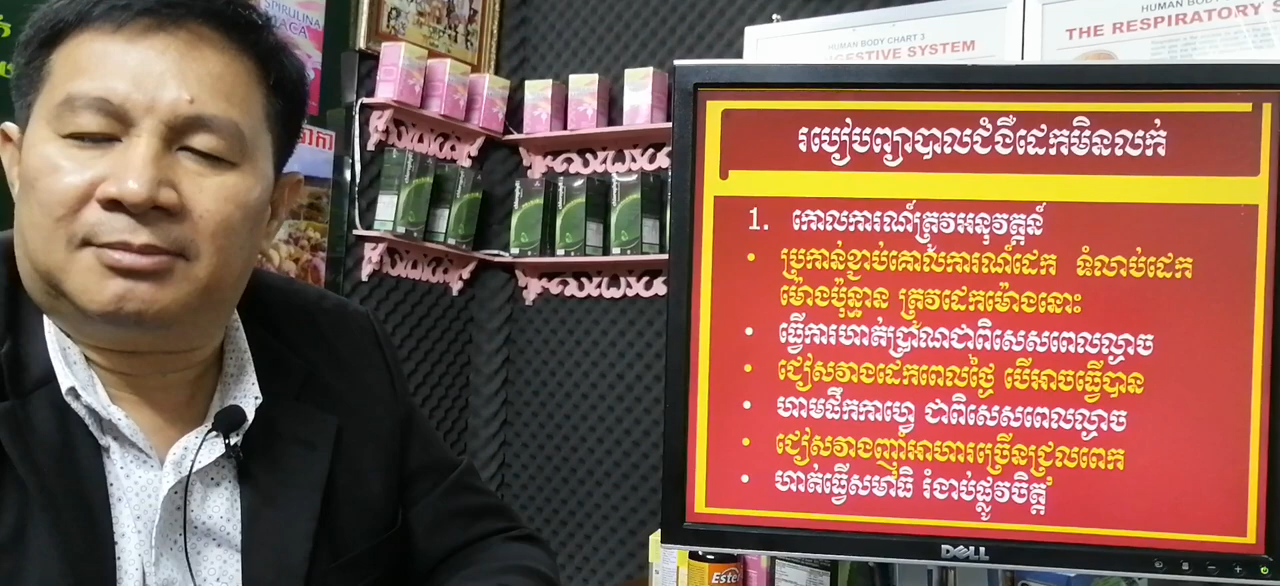 SPIRULINA
HUMAN BODY CHART 3
HUMAN BODY CHART
THE RESPIRATORY S
ESTIVE SYSTEM
របៀបព្យាបាលជំងឺដេកមិនលក់
1. កោលការណ៍ត្រូវអនុវត្តន៍
• ប្រកាន់ខ្ជាប់គោលការណ៍ដេក ទំលាប់ដេក
ម៉ោងប៉ុន្មាន ត្រូវដេកម៉ោងនោះ
• ធ្វើការហាត់ប្រាណជាពិសេសពេលល្ងាច
• ជៀសវាងដេកពេលថ្ងៃ បើអាចធ្វើបាន
• ហាមផឹកកាហ្វេ ជាពិសេសពេលល្ងាច
• ជៀសវាងញ៉ាំអាហារច្រើនជ្រុលពេក
• ហាត់ធ្វើសមាធិ រំងាប់ផ្លូវចិត្ត
DELL
Ester